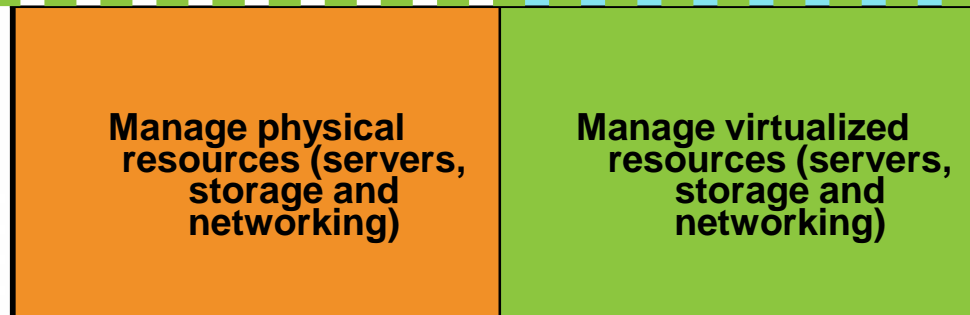 Manage physical
resources (servers,
storage and
networking)
Manage virtualized
resources (servers,
storage and
networking)